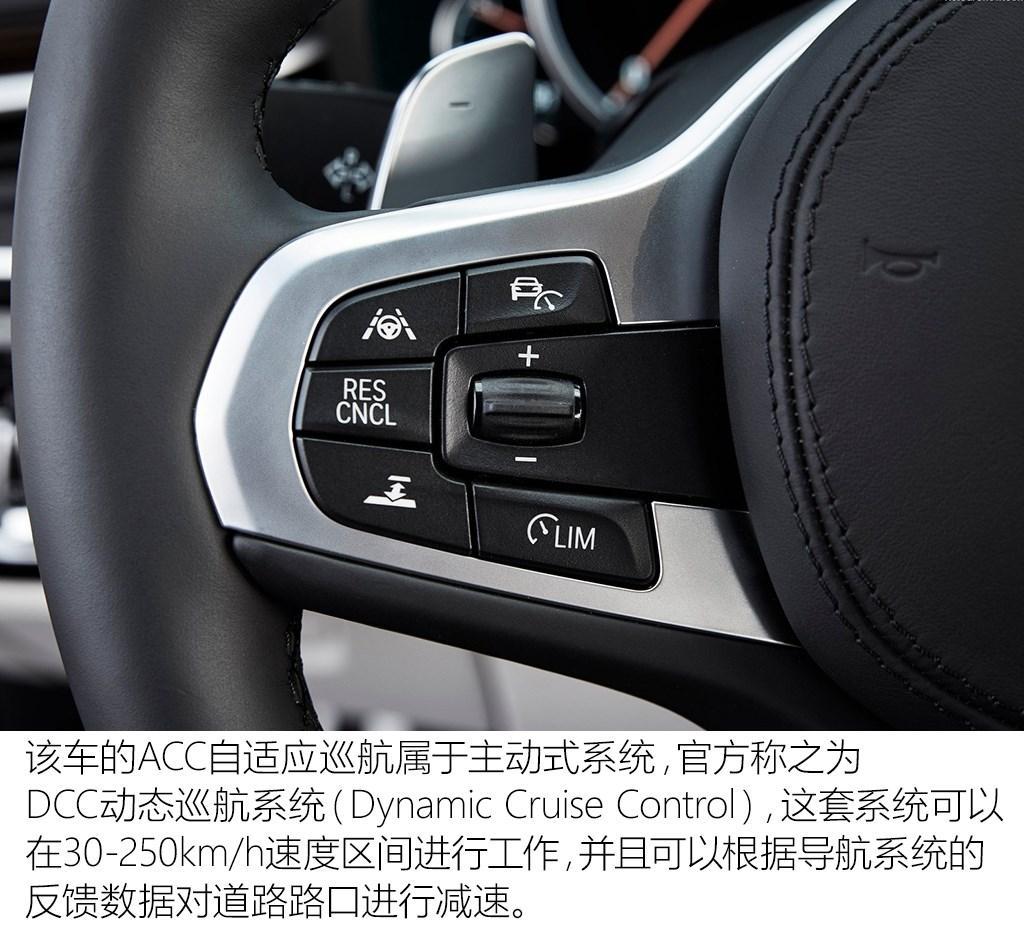 +
RES
CNCL
−
LIM
−
该车的ACC自适应巡航属于主动式系统,官方称之为
DCC动态巡航系统(Dynamic Cruise Control),这套系统可以
在30-250km/h速度区间进行工作,并且可以根据导航系统的
反馈数据对道路路口进行减速。